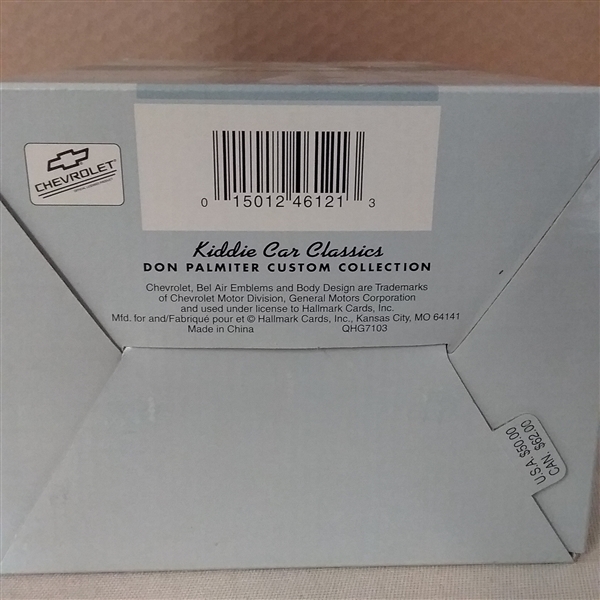 CHEVROLET
0 15012 46121 3
Kiddie Car Classics
DON PALMITER CUSTOM COLLECTION
Chevrolet, Bel Air Emblems and Body Design are Trademarks
of Chevrolet Motor Division, General Motors Corporation
and used under license to Hallmark Cards, Inc.
Mfd. for and/Fabriqué pour et © Hallmark Cards, Inc., Kansas City, MO 64141
Made in China QHG7103
U.S.A. $50.00
CAN. $62.00